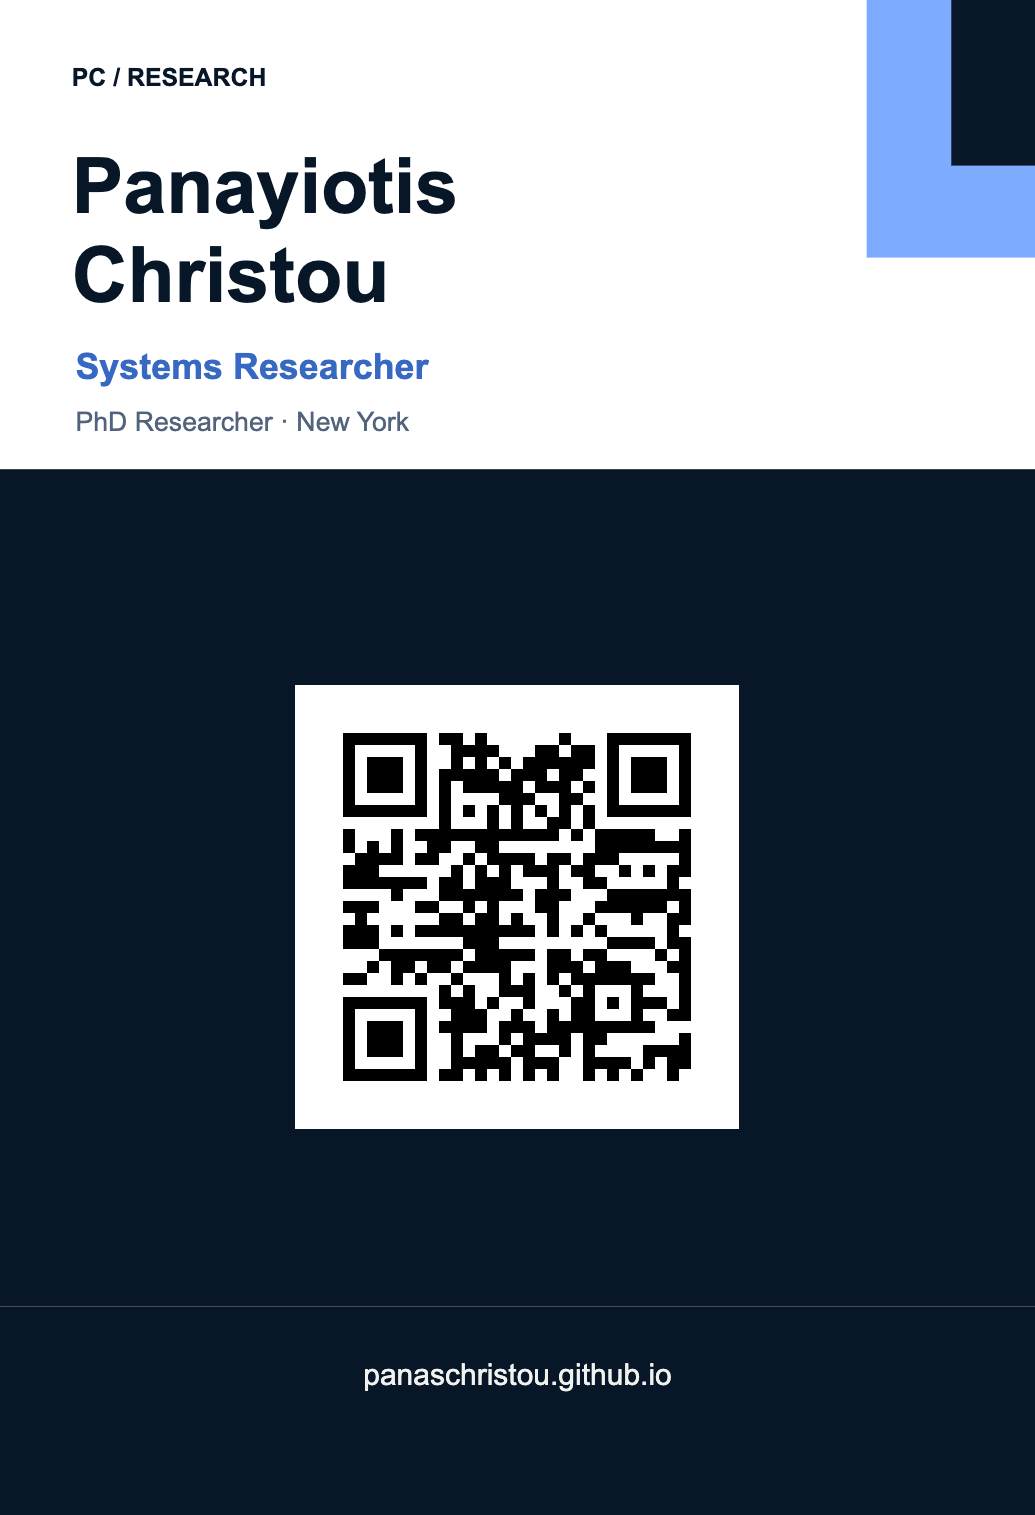 PC / RESEARCH
Panayiotis
Christou
Systems Researcher
PhD Researcher · New York
panaschristou.github.io